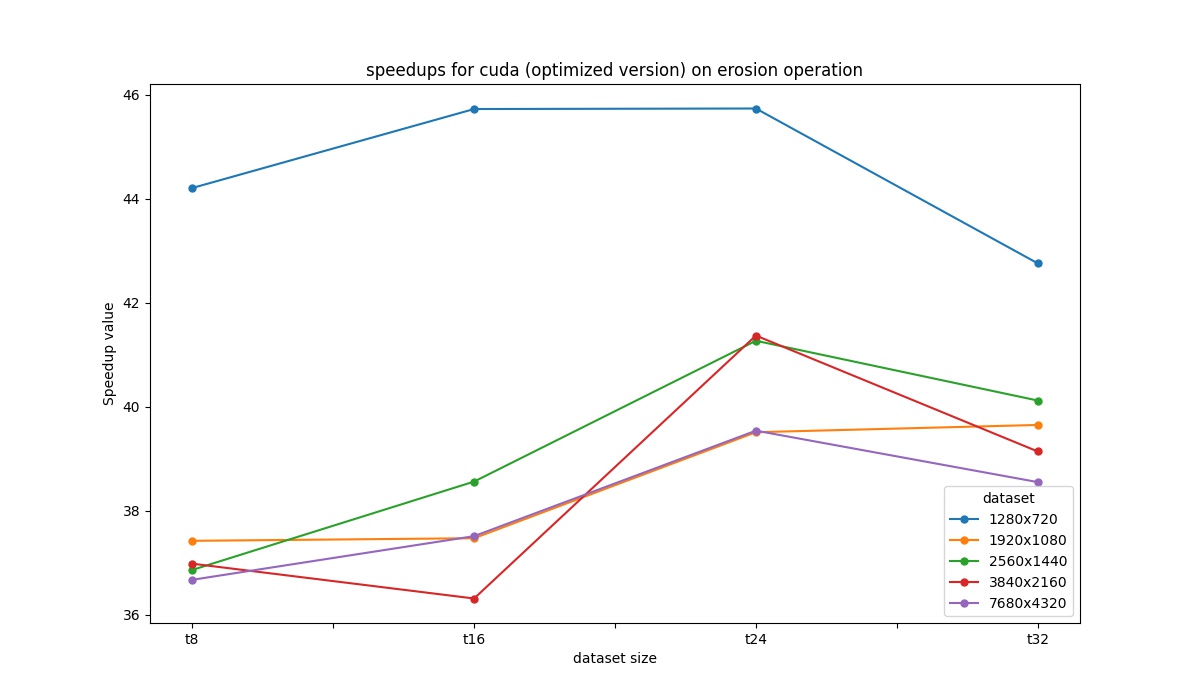 speedups for cuda (optimized version) on erosion operation
46
44
42
40
38
36
Speedup value
t8
t16
t24
t32
dataset size
dataset
1280x720
1920x1080
2560x1440
3840x2160
7680x4320